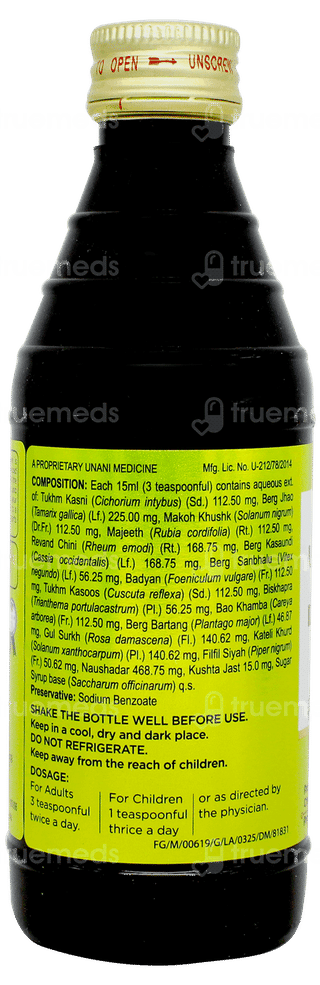 TO OPEN UNSCREW
A PROPRIETARY UNANI MEDICINE Mfg. Lic. No. U-212/78/2014
COMPOSITION: Each 15ml (3 teaspoonful) contains aqueous ext.
of: Tukhm Kasni (Cichorium intybus) (Sd.) 112.50 mg, Berg Jhao
(Tamarix gallica) (Lf.) 225.00 mg, Makoh Khushk (Solanum nigrum)
(Dr.Fr.) 112.50 mg, Majeeth (Rubia cordifolia) (Rt.) 112.50 mg,
Revand Chini (Rheum emodi) (Rt.) 168.75 mg, Berg Kasaundi
(Cassia occidentalis) (Lf.) 168.75 mg, Berg Sanbhalu (Vitex
negundo) (Lf.) 56.25 mg, Badyan (Foeniculum vulgare) (Fr.) 112.50
mg, Tukhm Kasoos (Cuscuta reflexa) (Sd.) 112.50 mg, Biskhapra
(Trianthema portulacastrum) (Pl.) 56.25 mg, Bao Khamba (Careya
arborea) (Fr.) 112.50 mg, Berg Bartang (Plantago major) (Lf) 46.87
mg, Gul Surkh (Rosa damascena) (Fl.) 140.62 mg, Kateli Khurd
(Solanum xanthocarpum) (Pl.) 140.62 mg, Filfil Siyah (Piper nigrum)
(Fr.) 50.62 mg, Naushadar 468.75 mg, Kushta Jast 15.0 mg, Sugar
Syrup base (Saccharum officinarum) q.s.
Preservative: Sodium Benzoate
SHAKE THE BOTTLE WELL BEFORE USE.
Keep in a cool, dry and dark place.
DO NOT REFRIGERATE.
Keep away from the reach of children.
DOSAGE:
For Adults
3 teaspoonful
twice a day.
For Children
1 teaspoonful
thrice a day
or as directed by
the physician.
FG/M/00619/G/LA/0325/DM/81831
truemeds
truemeds
truemeds
truemeds
truemeds
truemeds